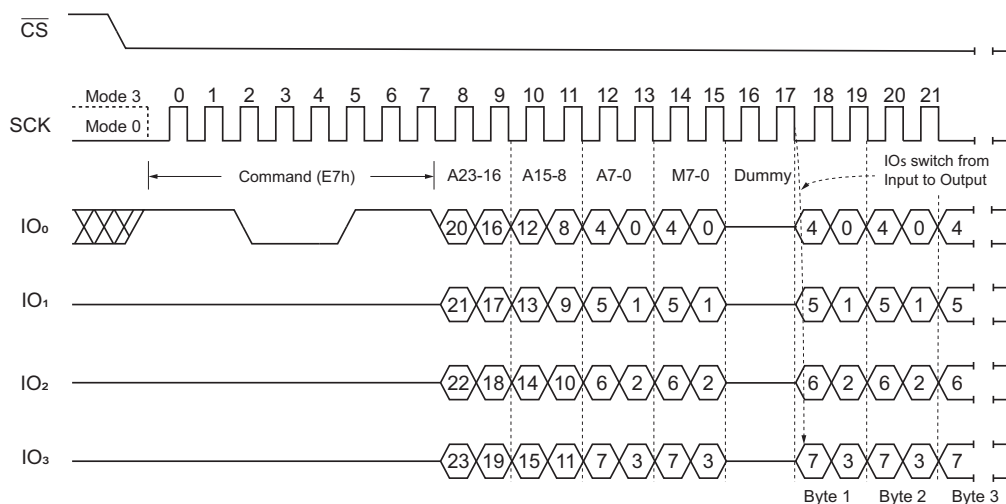 CS
Mode 3 0 1 2 3 4 5 6 7 8 9 10 11 12 13 14 15 16 17 18 19 20 21
SCK
Mode 0
Command (E7h) A23-16 A15-8 A7-0 M7-0 Dummy
IOs switch from
Input to Output
IO₀ 20 16 12 8 4 0 4 0 4 0 4 0 4
IO₁ 21 17 13 9 5 1 5 1 5 1 5 1 5
IO₂ 22 18 14 10 6 2 6 2 6 2 6 2 6
IO₃ 23 19 15 11 7 3 7 3 7 3 7 3 7
Byte 1 Byte 2 Byte 3